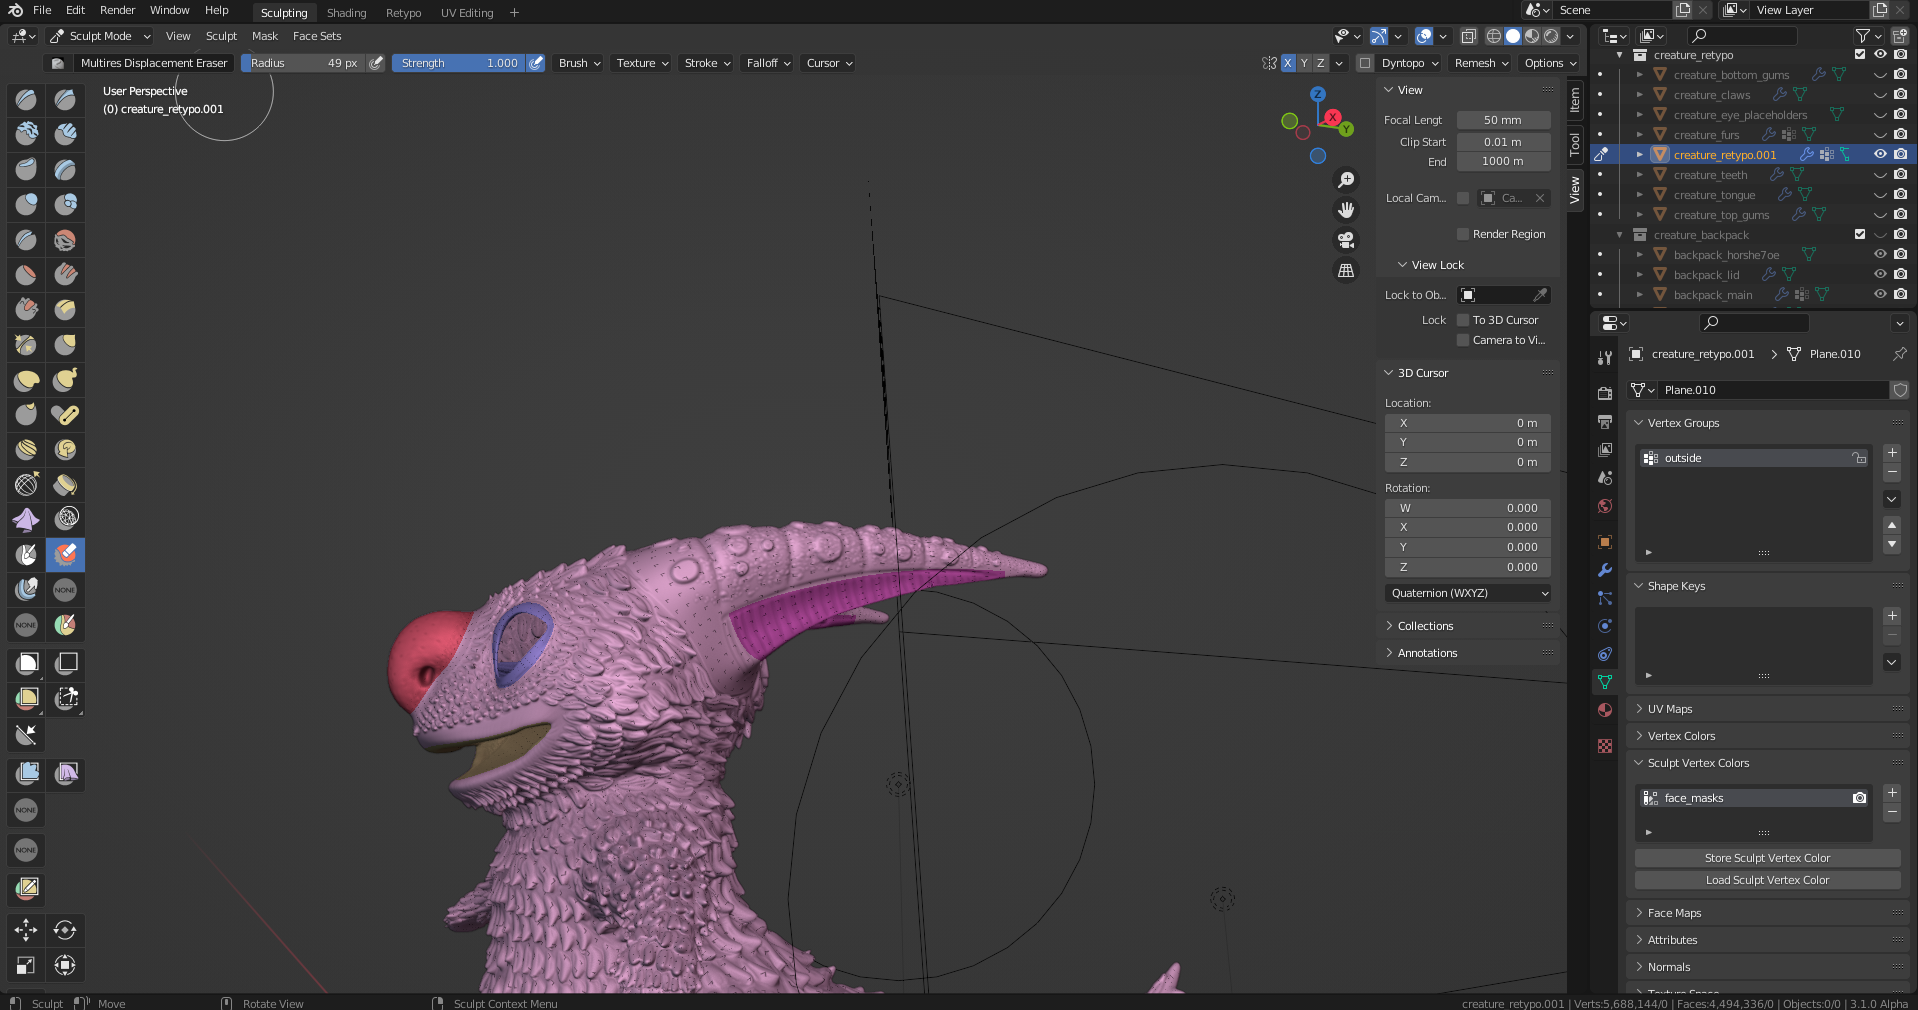 File Edit Render Window Help Sculpting Shading Retypo UV Editing + Scene View Layer
Sculpt Mode View Sculpt Mask Face Sets
Multires Displacement Eraser Radius 49 px Strength 1.000 Brush Texture Stroke Falloff Cursor X Y Z Dyntopo Remesh Options
User Perspective
(0) creature_retypo.001
Z
X
Y
NONE
NONE
NONE
NONE
View
Focal Lengt 50 mm
Clip Start 0.01 m
End 1000 m
Local Cam... Ca...
Render Region
View Lock
Lock to Ob...
Lock To 3D Cursor
Camera to Vi...
3D Cursor
Location:
X 0 m
Y 0 m
Z 0 m
Rotation:
W 0.000
X 0.000
Y 0.000
Z 0.000
Quaternion (WXYZ)
Collections
Annotations
Item
Tool
View
creature_retypo
creature_bottom_gums
creature_claws
creature_eye_placeholders
creature_furs
creature_retypo.001
creature_teeth
creature_tongue
creature_top_gums
creature_backpack
backpack_horshe7oe
backpack_lid
backpack_main
creature_retypo.001 > Plane.010
Plane.010
Vertex Groups
outside
Shape Keys
UV Maps
Vertex Colors
Sculpt Vertex Colors
face_masks
Store Sculpt Vertex Color
Load Sculpt Vertex Color
Face Maps
Attributes
Normals
Texture Space
Sculpt Move Rotate View Sculpt Context Menu creature_retypo.001 | Verts:5,688,144/0 | Faces:4,494,336/0 | Objects:0/0 | 3.1.0 Alpha